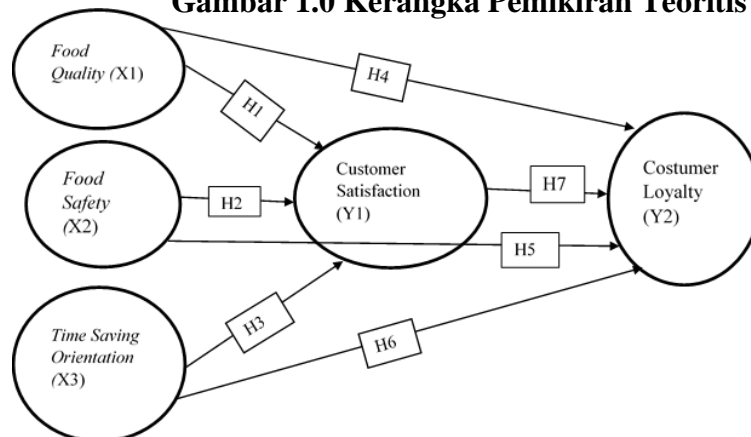 Gambar 1.0 Kerangka Pemikiran Teoritis
Food
Quality (X1)
H4
H1
Food
Safety
(X2)
H2
Customer
Satisfaction
(Y1)
H7
Costumer
Loyalty
(Y2)
H5
Time Saving
Orientation
(X3)
H3
H6